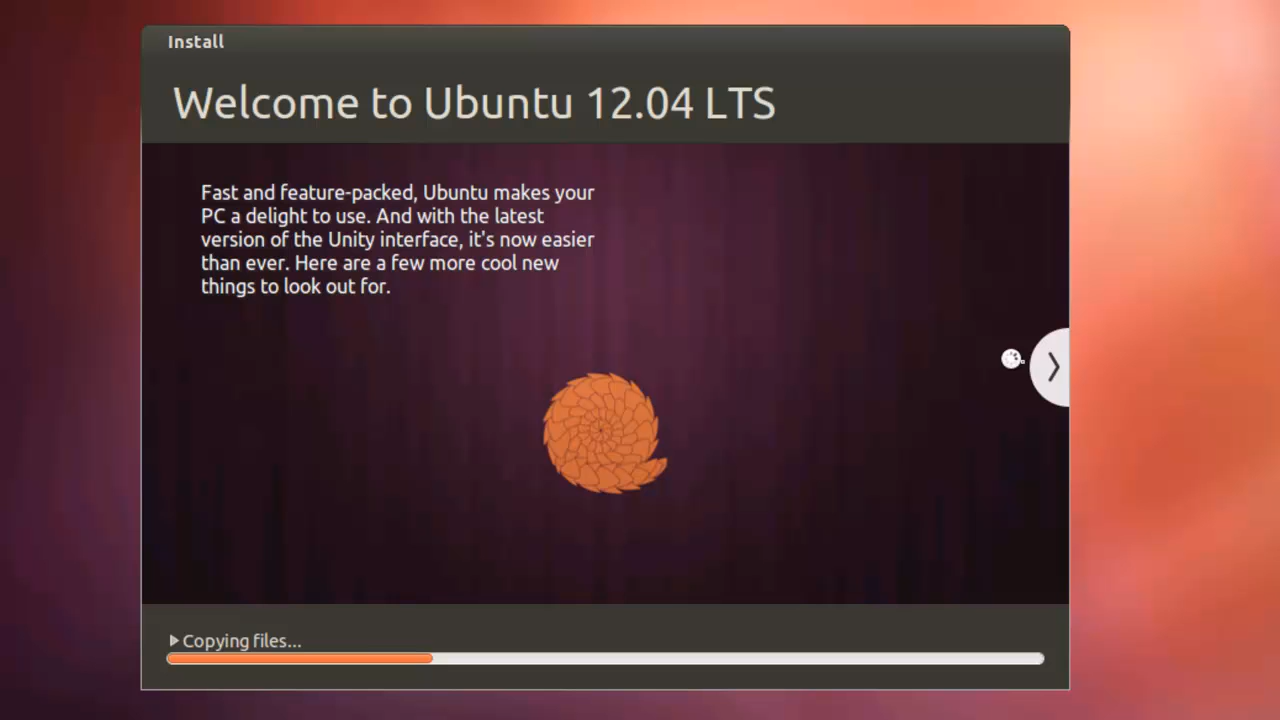 Install
Welcome to Ubuntu 12.04 LTS
Fast and feature-packed, Ubuntu makes your
PC a delight to use. And with the latest
version of the Unity interface, it's now easier
than ever. Here are a few more cool new
things to look out for.
Copying files...